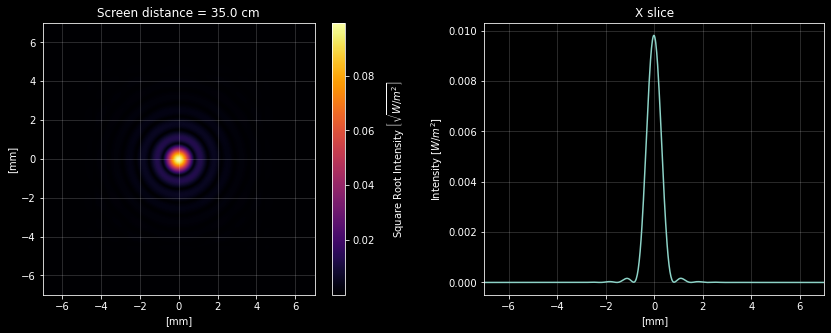 Screen distance = 35.0 cm
6
4
2
0
−2
−4
−6
[mm]
−6 −4 −2 0 2 4 6
[mm]
0.08
0.06
0.04
0.02
Square Root Intensity [√W/m²]
X slice
0.010
0.008
0.006
0.004
0.002
0.000
Intensity [W/m²]
−6 −4 −2 0 2 4 6
[mm]